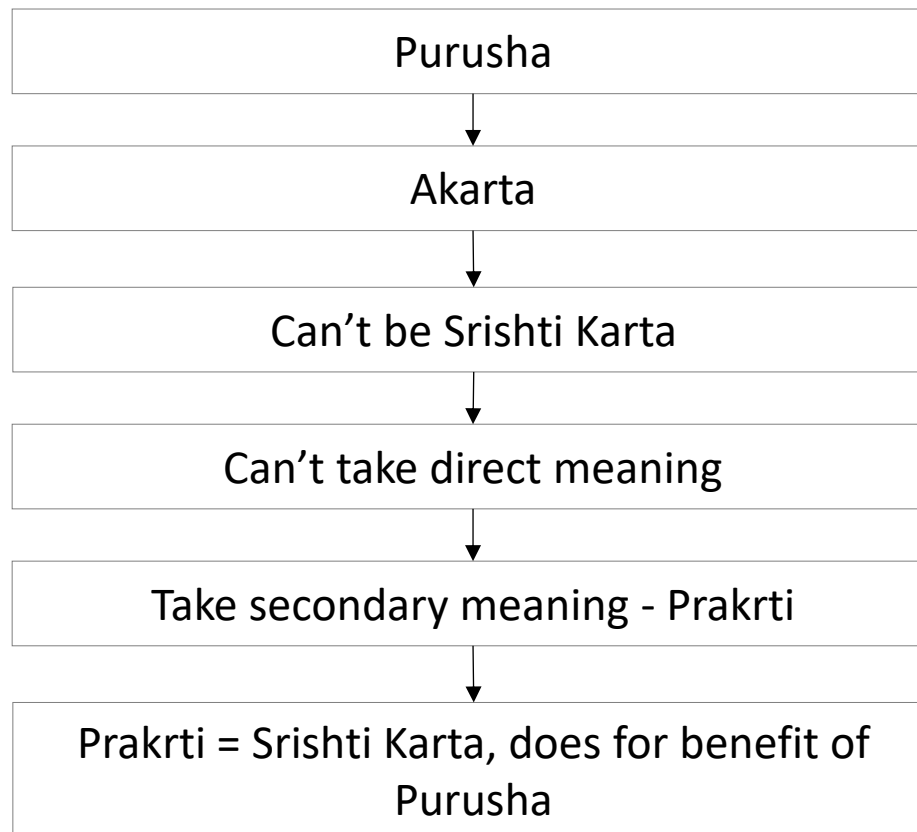 Purusha
Akarta
Can’t be Srishti Karta
Can’t take direct meaning
Take secondary meaning - Prakrti
Prakrti = Srishti Karta, does for benefit of
Purusha